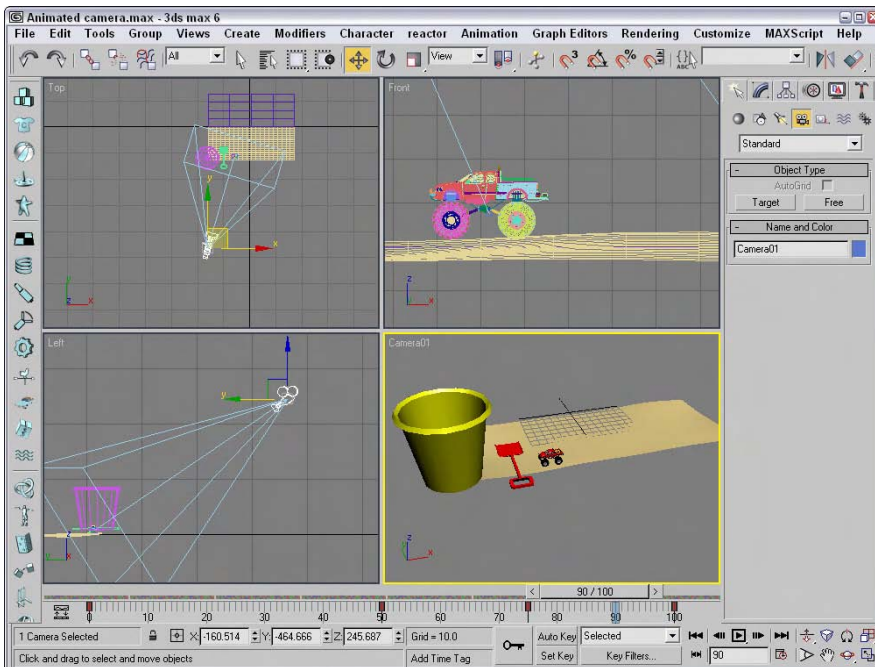 Animated camera.max - 3ds max 6
File Edit Tools Group Views Create Modifiers Character reactor Animation Graph Editors Rendering Customize MAXScript Help
All
View
Top
Front
Left
Camera01
Standard
Object Type
AutoGrid
Target Free
Name and Color
Camera01
90 / 100
0 10 20 30 40 50 60 70 80 90 100
1 Camera Selected X: -160.514 Y: -464.666 Z: 245.687 Grid = 10.0 Auto Key Selected
Click and drag to select and move objects Add Time Tag Set Key Key Filters... 90